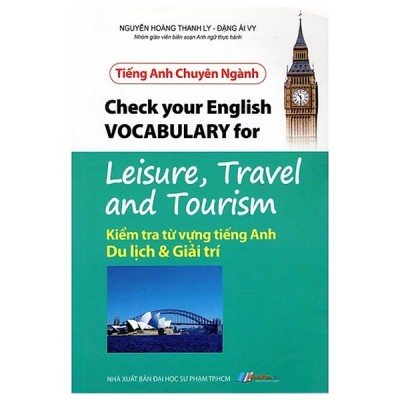 NGUYỄN HOÀNG THANH LY - ĐẶNG ÁI VY
Nhóm giáo viên biên soạn Anh ngữ thực hành
Tiếng Anh Chuyên Ngành
Check your English
VOCABULARY for
Leisure, Travel
and Tourism
Kiểm tra từ vựng tiếng Anh
Du lịch & Giải trí
NHÀ XUẤT BẢN ĐẠI HỌC SƯ PHẠM TP.HCM